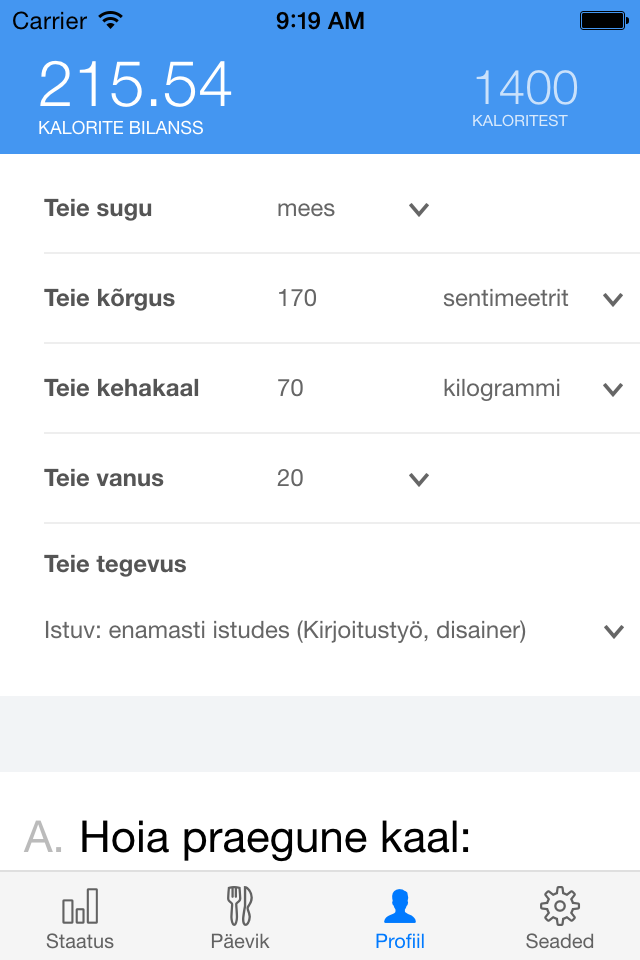 Carrier 9:19 AM
215.54 1400
KALORITE BILANSS KALORITEST
Teie sugu mees
Teie kõrgus 170 sentimeetrit
Teie kehakaal 70 kilogrammi
Teie vanus 20
Teie tegevus
Istuv: enamasti istudes (Kirjoitustyö, disainer)
A. Hoia praegune kaal:
Staatus Päevik Profiil Seaded